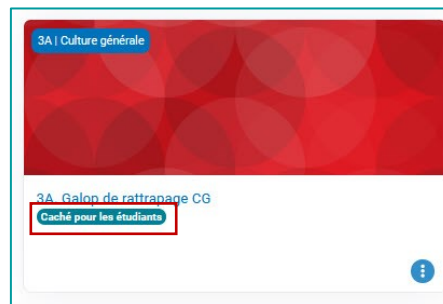 3A | Culture générale
3A_Galop de rattrapage CG
Caché pour les étudiants